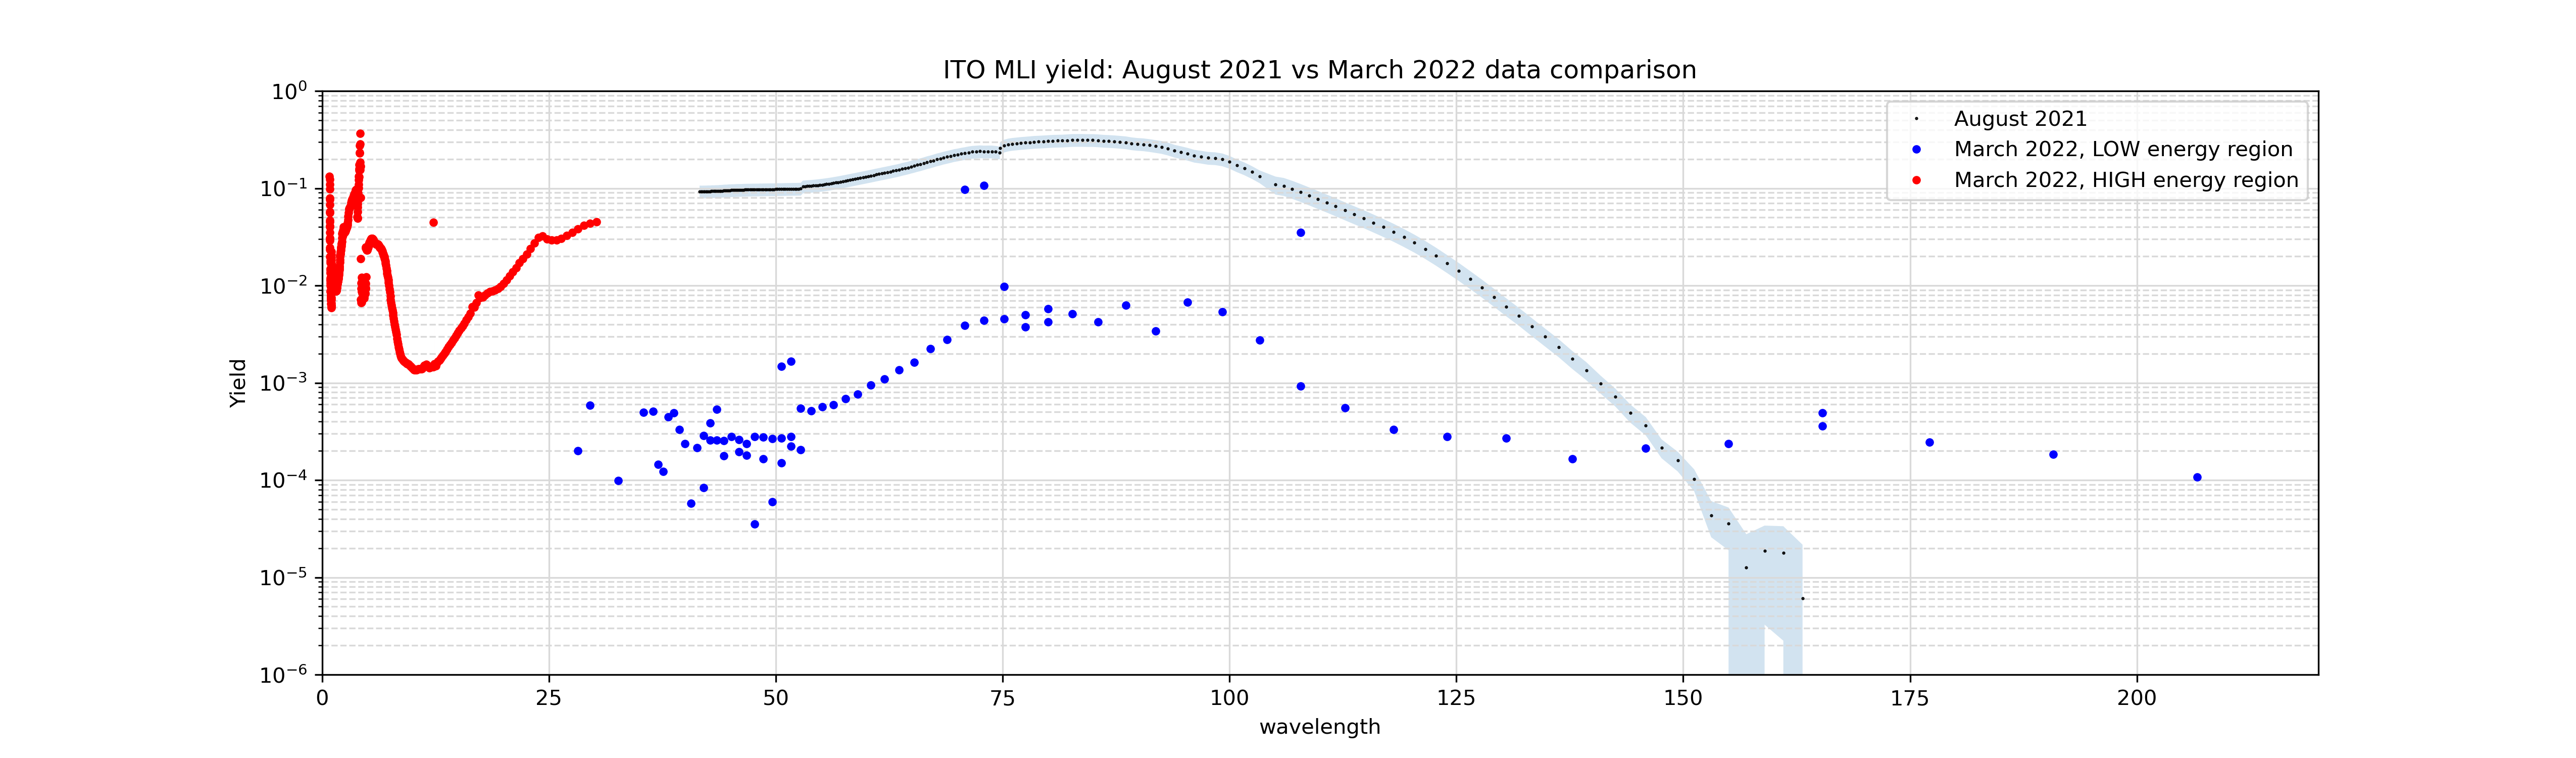 ITO MLI yield: August 2021 vs March 2022 data comparison
August 2021
March 2022, LOW energy region
March 2022, HIGH energy region
Yield
10⁰
10⁻¹
10⁻²
10⁻³
10⁻⁴
10⁻⁵
10⁻⁶
0 25 50 75 100 125 150 175 200
wavelength